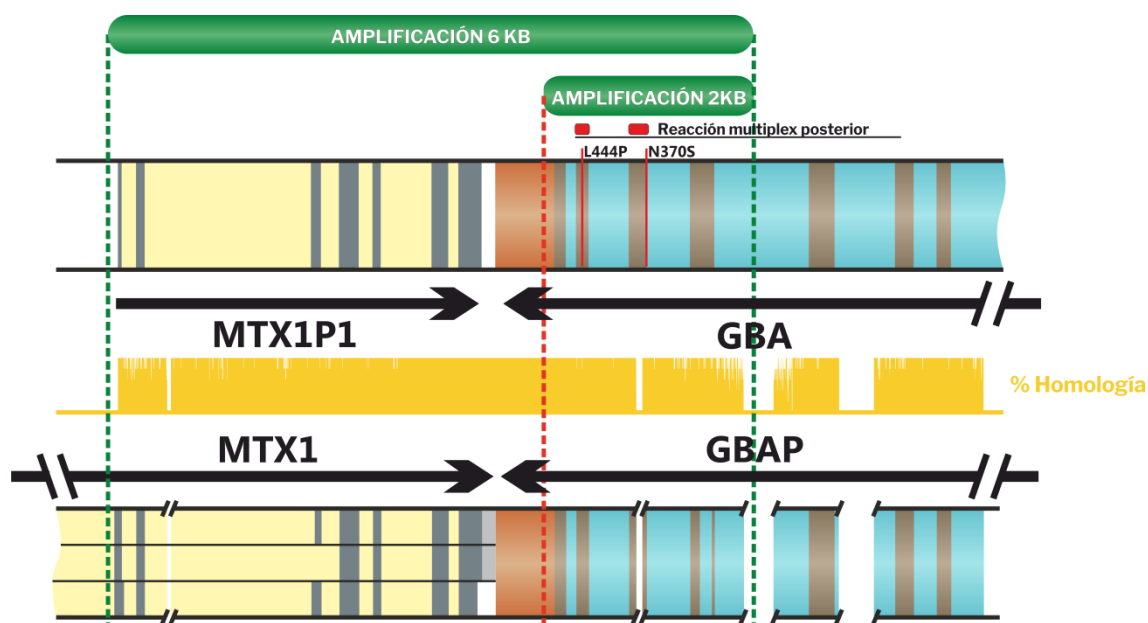 AMPLIFICACIÓN 6 KB
AMPLIFICACIÓN 2KB
Reacción multiplex posterior
L444P
N370S
MTX1P1
GBA
% Homología
MTX1
GBAP